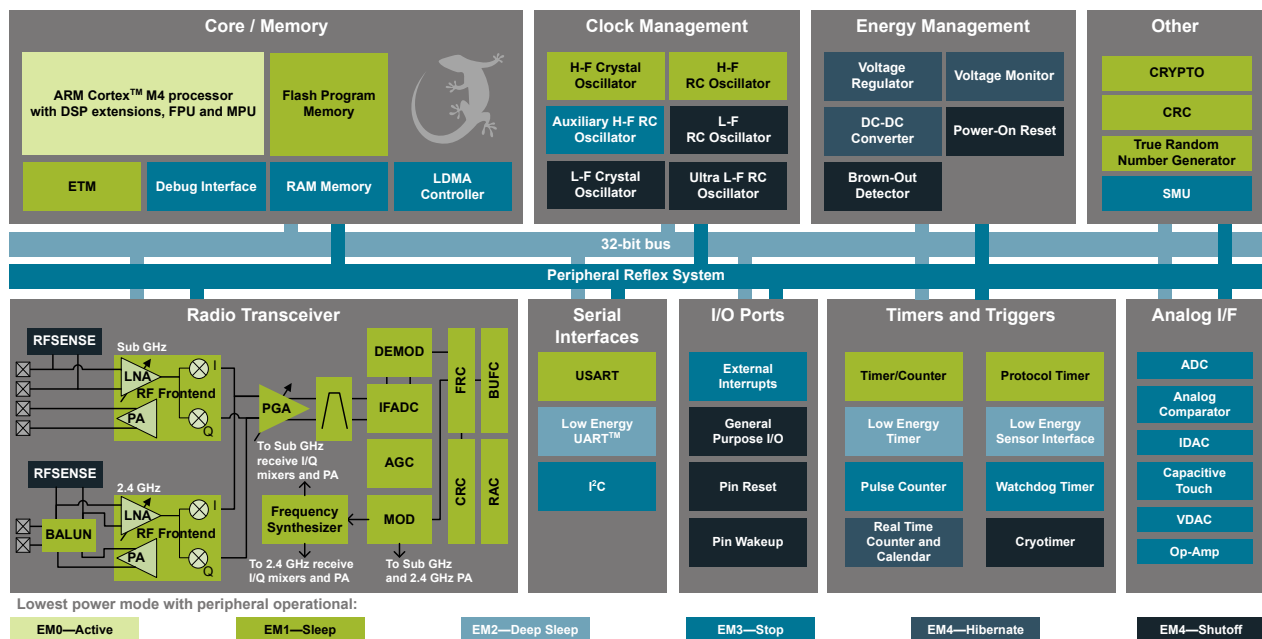 Core / Memory
ARM Cortex™ M4 processor
with DSP extensions, FPU and MPU
Flash Program
Memory
ETM
Debug Interface
RAM Memory
LDMA
Controller
Clock Management
H-F Crystal
Oscillator
H-F
RC Oscillator
Auxiliary H-F RC
Oscillator
L-F
RC Oscillator
L-F Crystal
Oscillator
Ultra L-F RC
Oscillator
Energy Management
Voltage
Regulator
Voltage Monitor
DC-DC
Converter
Power-On Reset
Brown-Out
Detector
Other
CRYPTO
CRC
True Random
Number Generator
SMU
32-bit bus
Peripheral Reflex System
Radio Transceiver
RFSENSE
Sub GHz
LNA
I
RF Frontend
PA
Q
PGA
To Sub GHz
receive I/Q
mixers and PA
DEMOD
IFADC
AGC
FRC
BUFC
CRC
RAC
RFSENSE
2.4 GHz
LNA
I
RF Frontend
BALUN
PA
Q
Frequency
Synthesizer
MOD
To 2.4 GHz receive
I/Q mixers and PA
To Sub GHz
and 2.4 GHz PA
Serial
Interfaces
USART
Low Energy
UART™
I²C
I/O Ports
External
Interrupts
General
Purpose I/O
Pin Reset
Pin Wakeup
Timers and Triggers
Timer/Counter
Protocol Timer
Low Energy
Timer
Low Energy
Sensor Interface
Pulse Counter
Watchdog Timer
Real Time
Counter and
Calendar
Cryotimer
Analog I/F
ADC
Analog
Comparator
IDAC
Capacitive
Touch
VDAC
Op-Amp
Lowest power mode with peripheral operational:
EM0—Active
EM1—Sleep
EM2—Deep Sleep
EM3—Stop
EM4—Hibernate
EM4—Shutoff